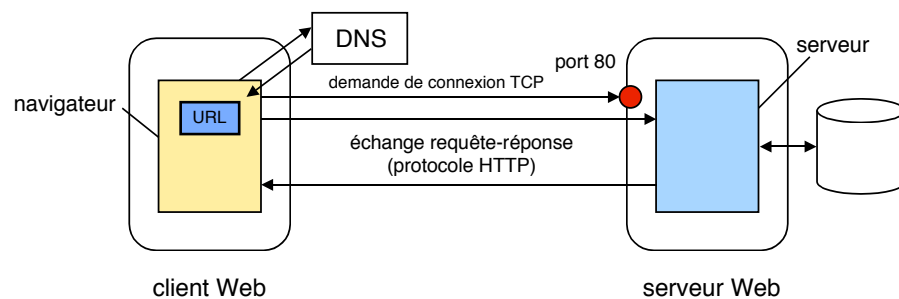 DNS
serveur
port 80
demande de connexion TCP
navigateur
URL
échange requête-réponse
(protocole HTTP)
client Web
serveur Web